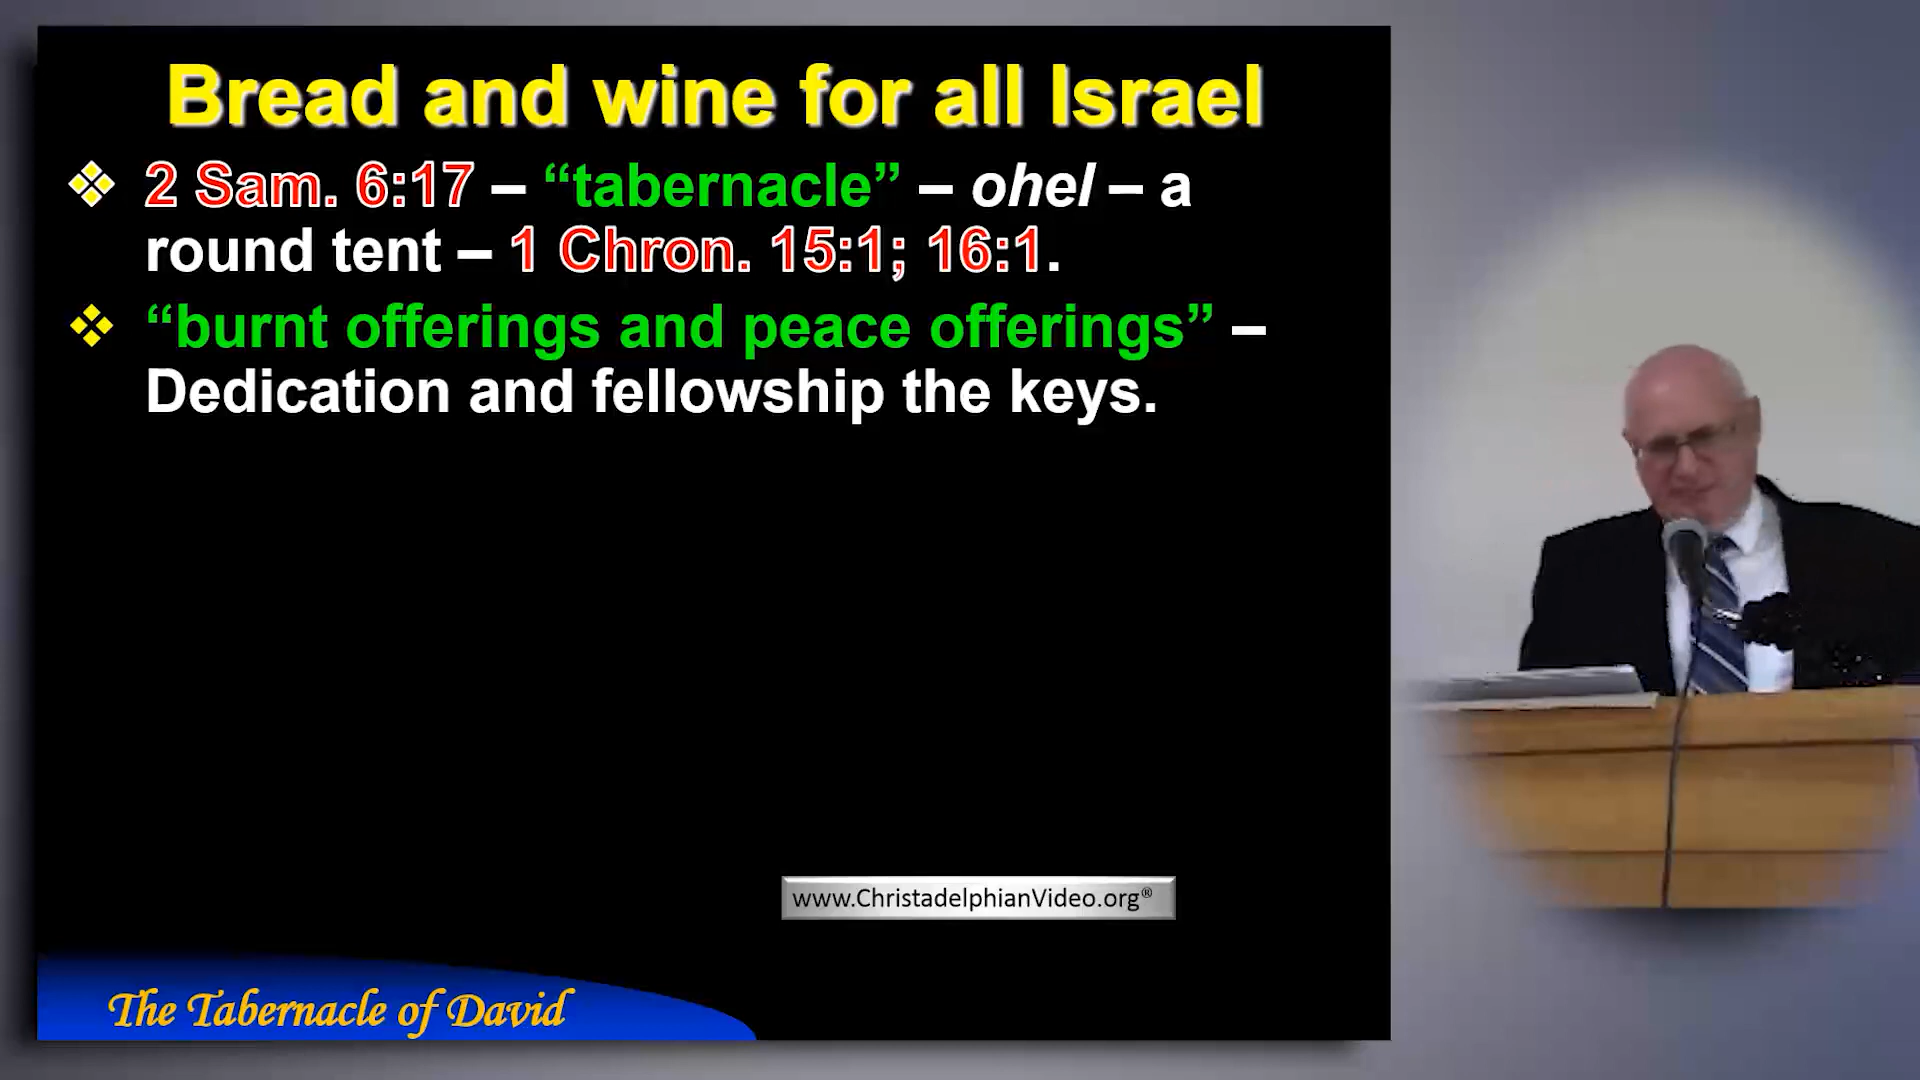 Bread and wine for all Israel
2 Sam. 6:17 – “tabernacle” – ohel – a
round tent – 1 Chron. 15:1; 16:1.
“burnt offerings and peace offerings” –
Dedication and fellowship the keys.
www.ChristadelphianVideo.org®
The Tabernacle of David